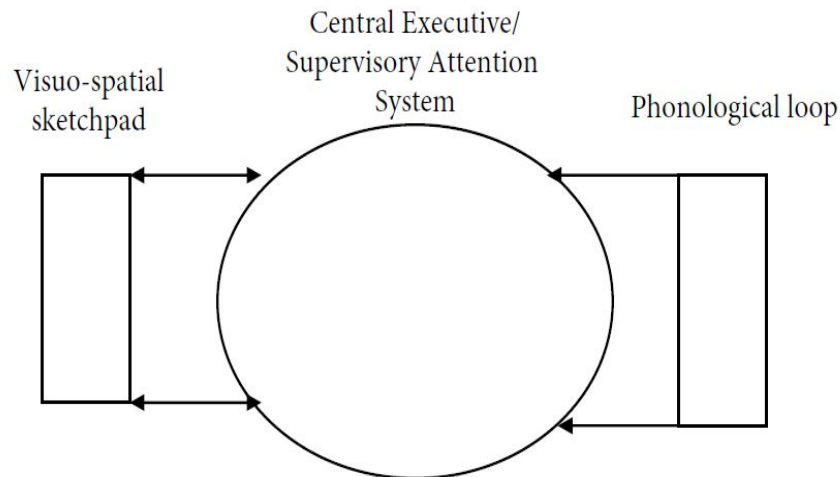 Central Executive/
Supervisory Attention
System
Visuo-spatial
sketchpad
Phonological loop